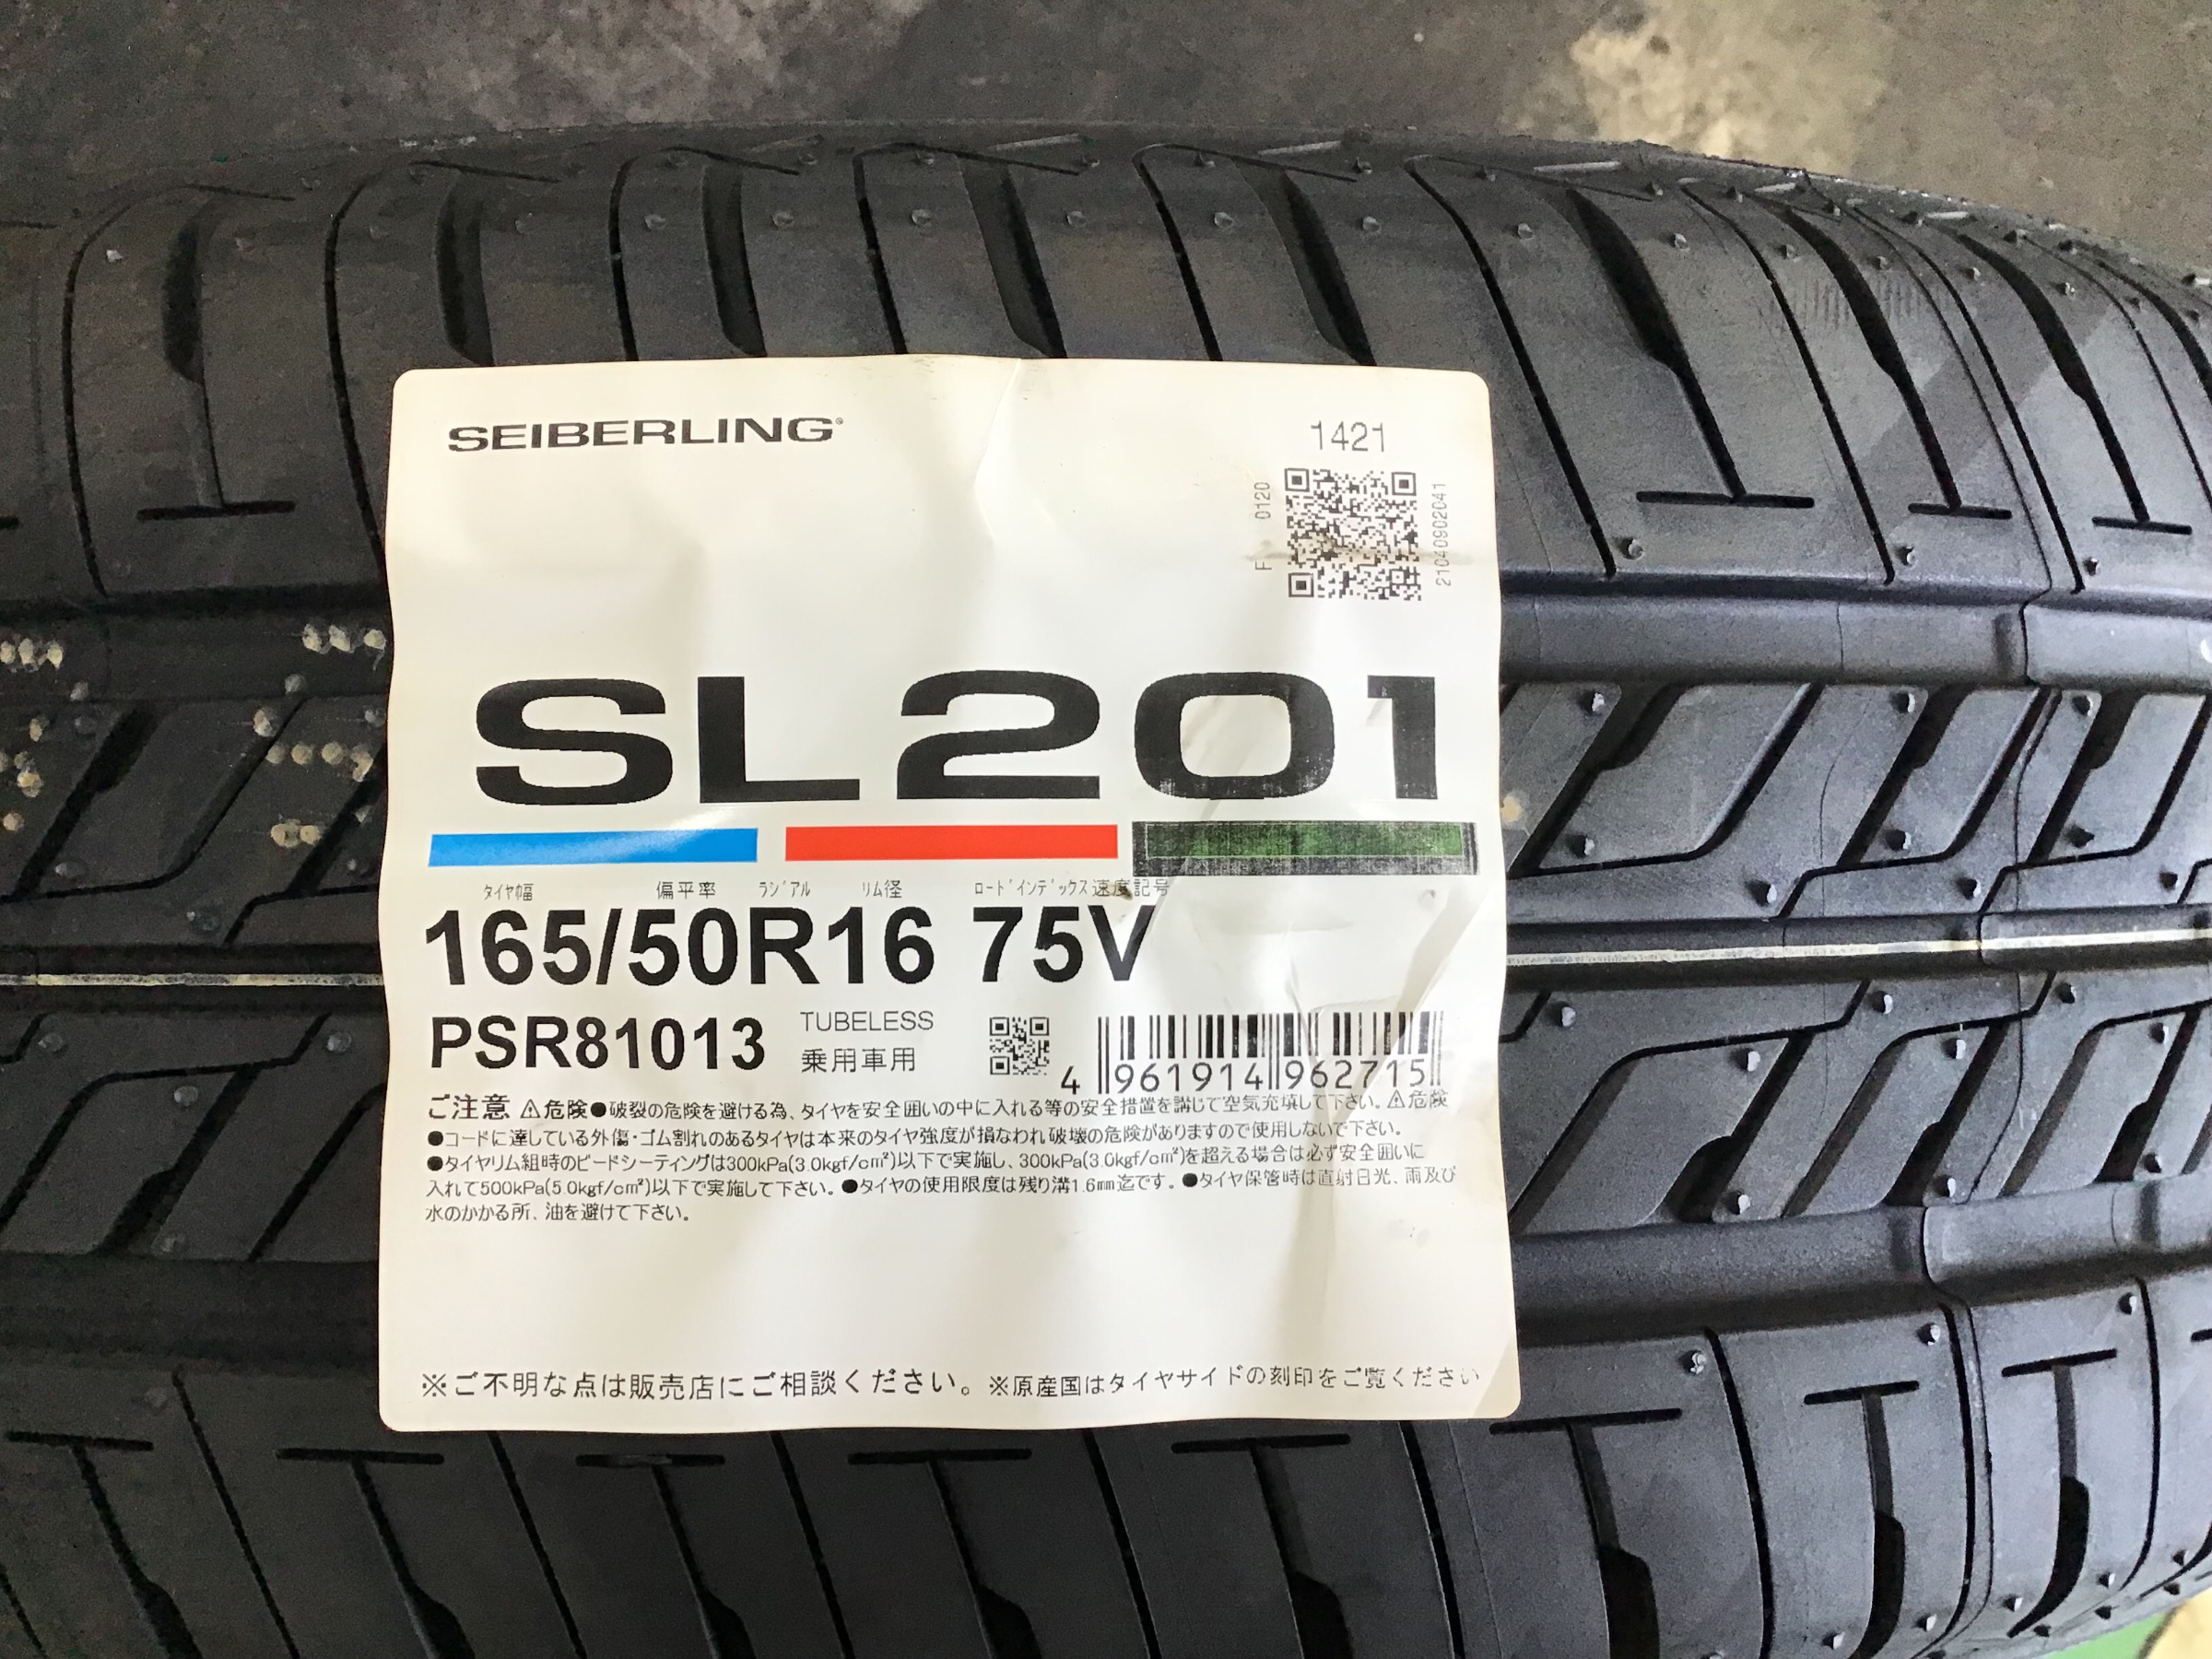 SEIBERLING
1421
F 0120
21040902041
SL201
タイヤ幅 偏平率 ラジアル リム径 ロードインデックス 速度記号
165/50R16 75V
PSR81013 TUBELESS
乗用車用
4 961914 962715
ご注意 ⚠危険●破裂の危険を避ける為、タイヤを安全囲いの中に入れる等の安全措置を講じて空気充填して下さい。⚠危険
●コードに達している外傷・ゴム割れのあるタイヤは本来のタイヤ強度が損なわれ破壊の危険がありますので使用しないで下さい。
●タイヤリム組時のビードシーティングは300kPa(3.0kgf/cm²)以下で実施し、300kPa(3.0kgf/cm²)を超える場合は必ず安全囲いに
入れて500kPa(5.0kgf/cm²)以下で実施して下さい。●タイヤの使用限度は残り溝1.6mm迄です。●タイヤ保管時は直射日光、雨及び
水のかかる所、油を避けて下さい。
※ご不明な点は販売店にご相談ください。※原産国はタイヤサイドの刻印をご覧ください